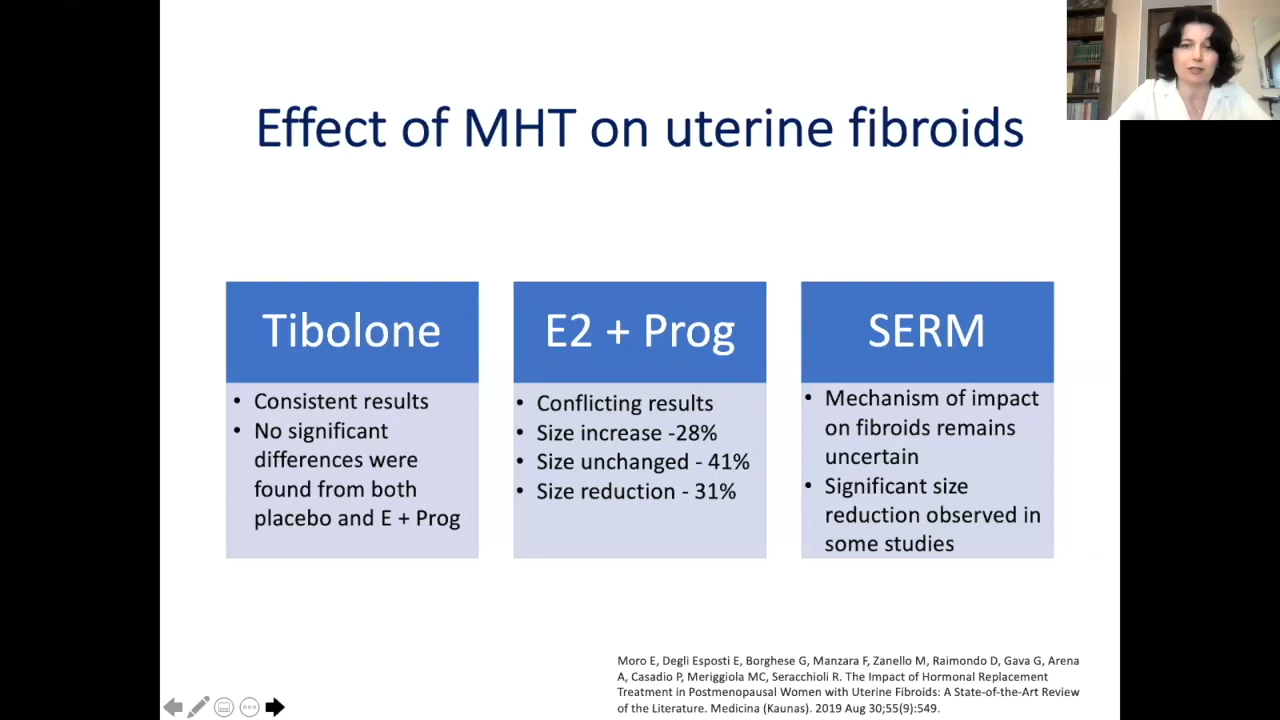 Effect of MHT on uterine fibroids
Tibolone
• Consistent results
• No significant
differences were
found from both
placebo and E + Prog
E2 + Prog
• Conflicting results
• Size increase -28%
• Size unchanged - 41%
• Size reduction - 31%
SERM
• Mechanism of impact
on fibroids remains
uncertain
• Significant size
reduction observed in
some studies
Moro E, Degli Esposti E, Borghese G, Manzara F, Zanello M, Raimondo D, Gava G, Arena
A, Casadio P, Meriggiola MC, Seracchioli R. The Impact of Hormonal Replacement
Treatment in Postmenopausal Women with Uterine Fibroids: A State-of-the-Art Review
of the Literature. Medicina (Kaunas). 2019 Aug 30;55(9):549.